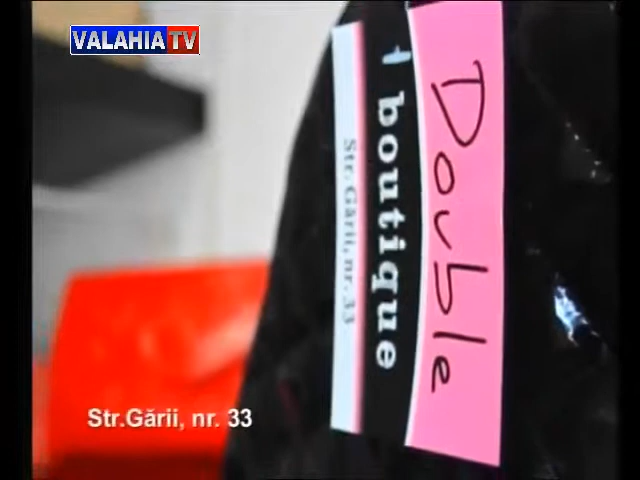 VALAHIA TV
Double
boutique
Str. Gării, nr. 33
Str.Gării, nr. 33